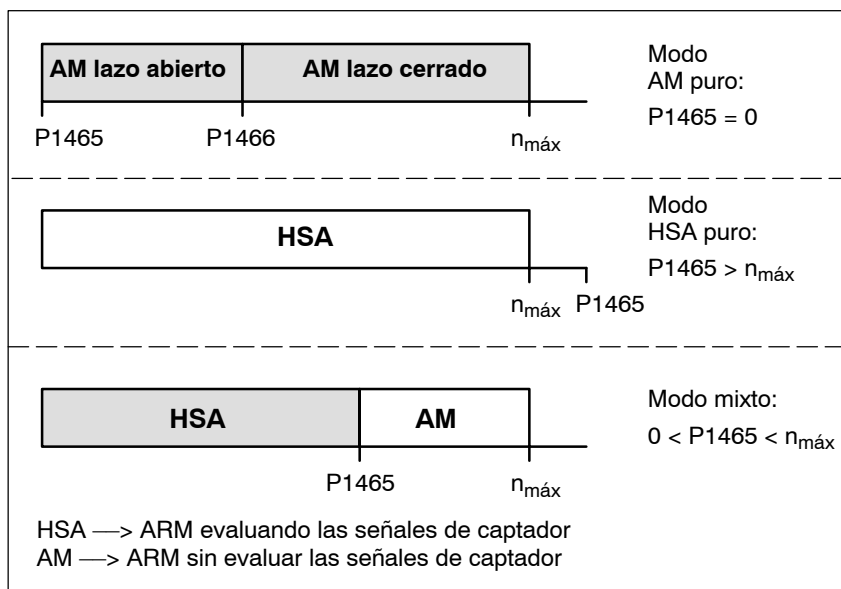 AM lazo abierto AM lazo cerrado
P1465 P1466 nmáx
Modo
AM puro:
P1465 = 0
HSA
nmáx P1465
Modo
HSA puro:
P1465 > nmáx
HSA AM
P1465 nmáx
Modo mixto:
0 < P1465 < nmáx
HSA —> ARM evaluando las señales de captador
AM —> ARM sin evaluar las señales de captador